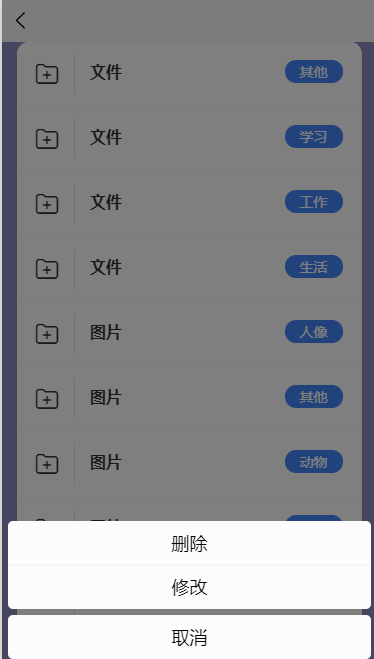 文件 其他
文件 学习
文件 工作
文件 生活
图片 人像
图片 其他
图片 动物
删除
修改
取消